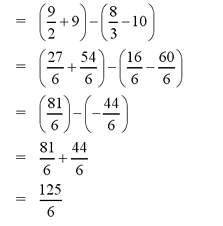 = (9/2 + 9) − (8/3 − 10)
= (27/6 + 54/6) − (16/6 − 60/6)
= (81/6) − (−44/6)
= 81/6 + 44/6
= 125/6